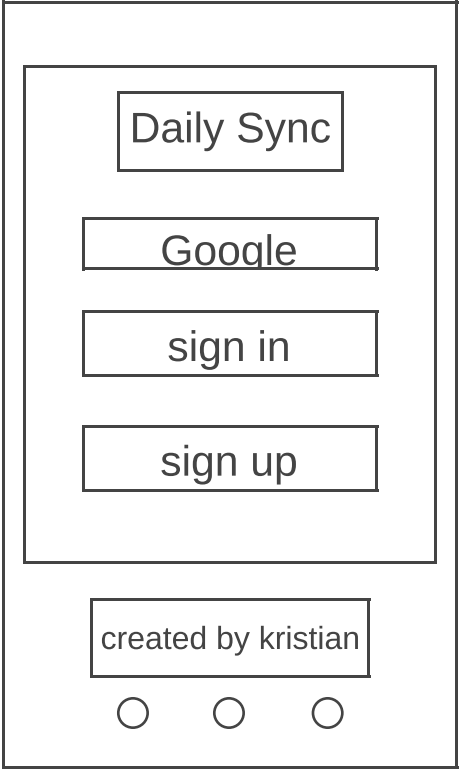 Daily Sync
Google
sign in
sign up
created by kristian